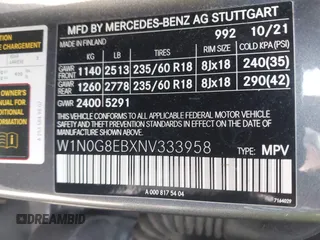 MFD BY MERCEDES-BENZ AG STUTTGART
MADE IN FINLAND 992 10/21
TIRE SIZE RIM SIZE COLD KPA(PSI)
GAWR FRONT 1140 2513 235/60 R18 8Jx18 240(35)
GAWR REAR 1260 2778 235/60 R18 8Jx18 290(42)
GVWR 2400 5291
KG LB
THIS VEHICLE CONFORMS TO ALL APPLICABLE U.S. FEDERAL MOTOR VEHICLE SAFETY AND THEFT PREVENTION STANDARDS IN EFFECT ON THE DATE OF MANUFACTURE SHOWN ABOVE.
W1N0G8EBXNV333958 TYPE: MPV
A 000 817 54 04
7164029
DREAMBID